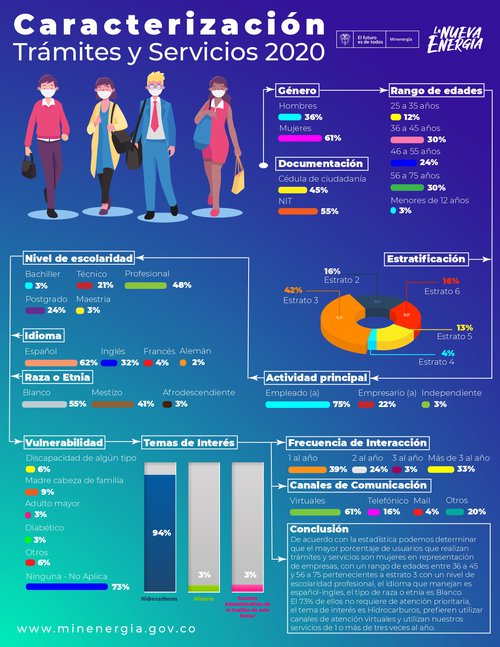 Caracterización
Trámites y Servicios 2020
El futuro
es de todos
Minenergía
La NUEVA
ENERGÍA
Género
Hombres
36%
Mujeres
61%
Documentación
Cédula de ciudadanía
45%
NIT
55%
Rango de edades
25 a 35 años
12%
36 a 45 años
30%
46 a 55 años
24%
56 a 75 años
30%
Menores de 12 años
3%
Nivel de escolaridad
Bachiller Técnico Profesional
3% 21% 48%
Postgrado Maestría
24% 3%
Idioma
Español Inglés Francés Alemán
62% 32% 4% 2%
Raza o Etnia
Blanco Mestizo Afrodescendiente
55% 41% 3%
Estratificación
16%
Estrato 2
42%
Estrato 3
16%
Estrato 6
13%
Estrato 5
4%
Estrato 4
Actividad principal
Empleado (a) Empresario (a) Independiente
75% 22% 3%
Vulnerabilidad
Discapacidad de algún tipo
6%
Madre cabeza de familia
9%
Adulto mayor
3%
Diabético
3%
Otros
6%
Ninguna - No Aplica
73%
Temas de Interés
94%
3%
3%
Hidrocarburos
Minería
Asuntos
Administrativos de
la Gestión de este
Sector
Frecuencia de Interacción
1 al año 2 al año 3 al año Más de 3 al año
39% 24% 3% 33%
Canales de Comunicación
Virtuales Telefónico Mail Otros
61% 16% 4% 20%
Conclusión
De acuerdo con la estadística podemos determinar
que el mayor porcentaje de usuarios que realizan
trámites y servicios son mujeres en representación
de empresas, con un rango de edades entre 36 a 45
y 56 a 75 pertenecientes a estrato 3 con un nivel de
escolaridad profesional, el idioma que manejan es
español-ingles, el tipo de raza o etnia es Blanco.
El 73% de ellos no requiere de atención prioritaria,
el tema de interés es Hidrocarburos, prefieren utilizar
canales de atención virtuales y utilizan nuestros
servicios de 1 o más de tres veces al año.
www.minenergia.gov.co